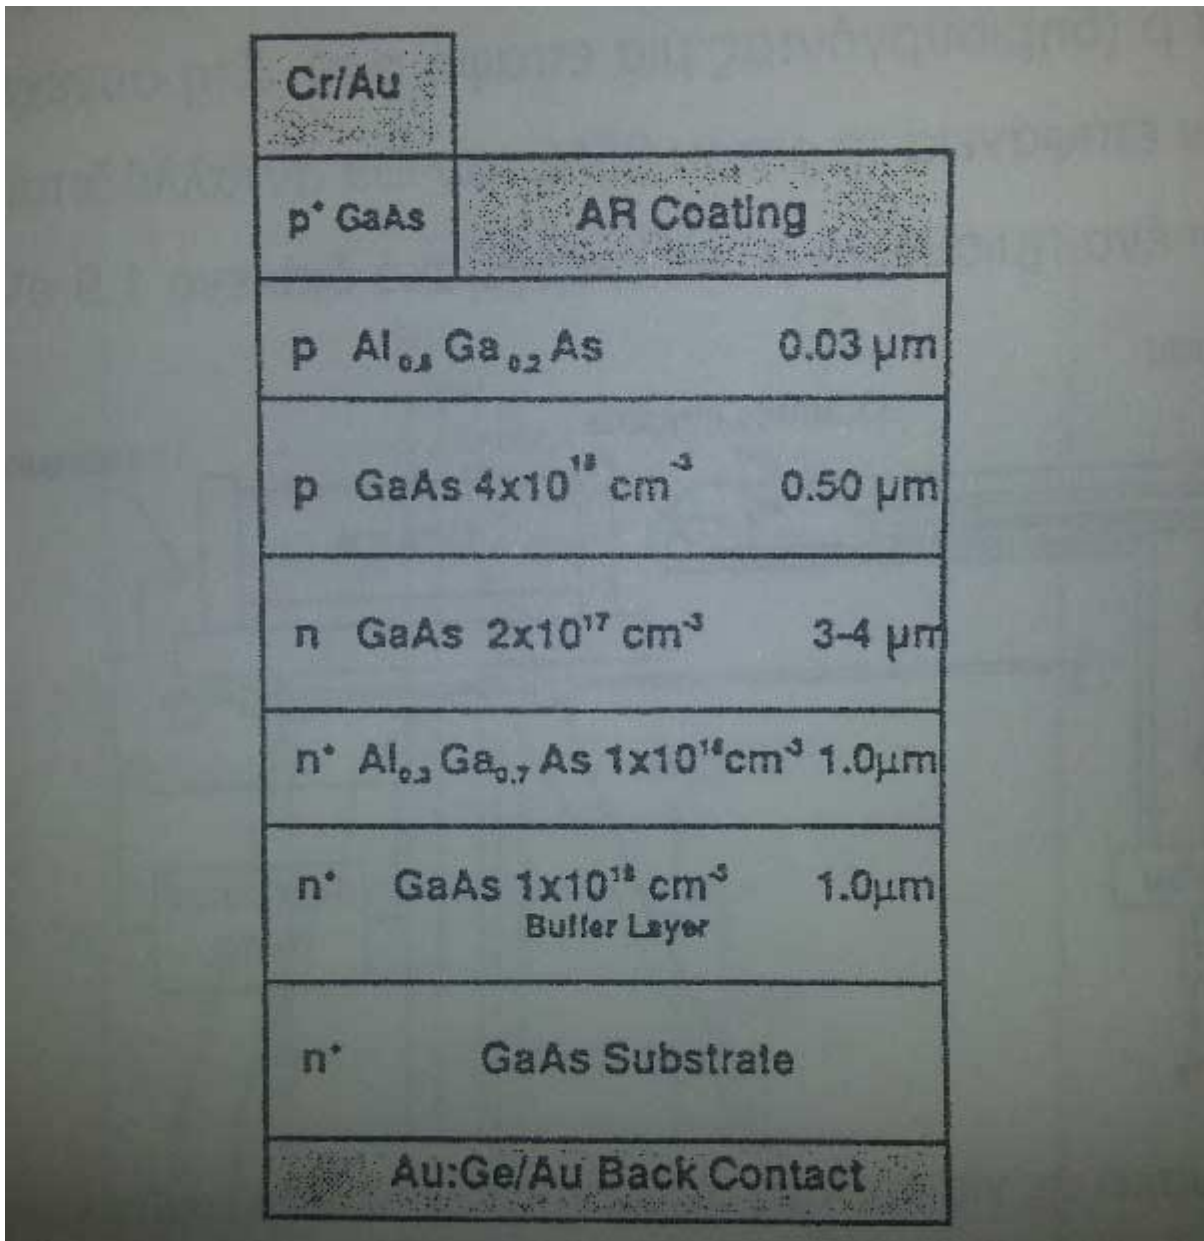 Cr/Au
p⁺ GaAs
AR Coating
p Al₀.₈ Ga₀.₂ As 0.03 μm
p GaAs 4x10¹⁸ cm⁻³ 0.50 μm
n GaAs 2x10¹⁷ cm⁻³ 3-4 μm
n⁺ Al₀.₃ Ga₀.₇ As 1x10¹⁸cm⁻³ 1.0μm
n⁺ GaAs 1x10¹⁸ cm⁻³ 1.0μm
Buffer Layer
n⁺ GaAs Substrate
Au:Ge/Au Back Contact